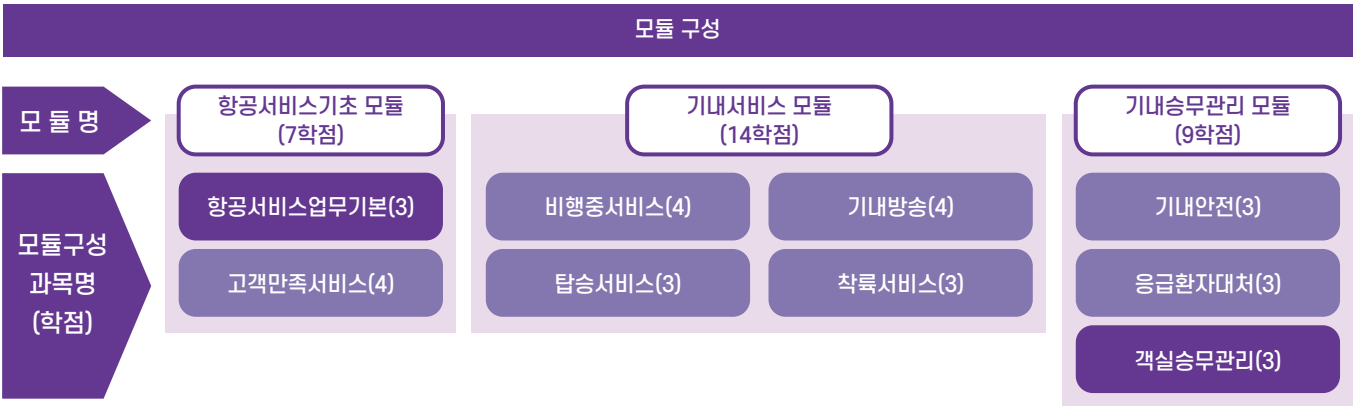 모듈 구성
모 듈 명
항공서비스기초 모듈
(7학점)
기내서비스 모듈
(14학점)
기내승무관리 모듈
(9학점)
모듈구성
과목명
(학점)
항공서비스업무기본(3)
고객만족서비스(4)
비행중서비스(4)
기내방송(4)
탑승서비스(3)
착륙서비스(3)
기내안전(3)
응급환자대처(3)
객실승무관리(3)